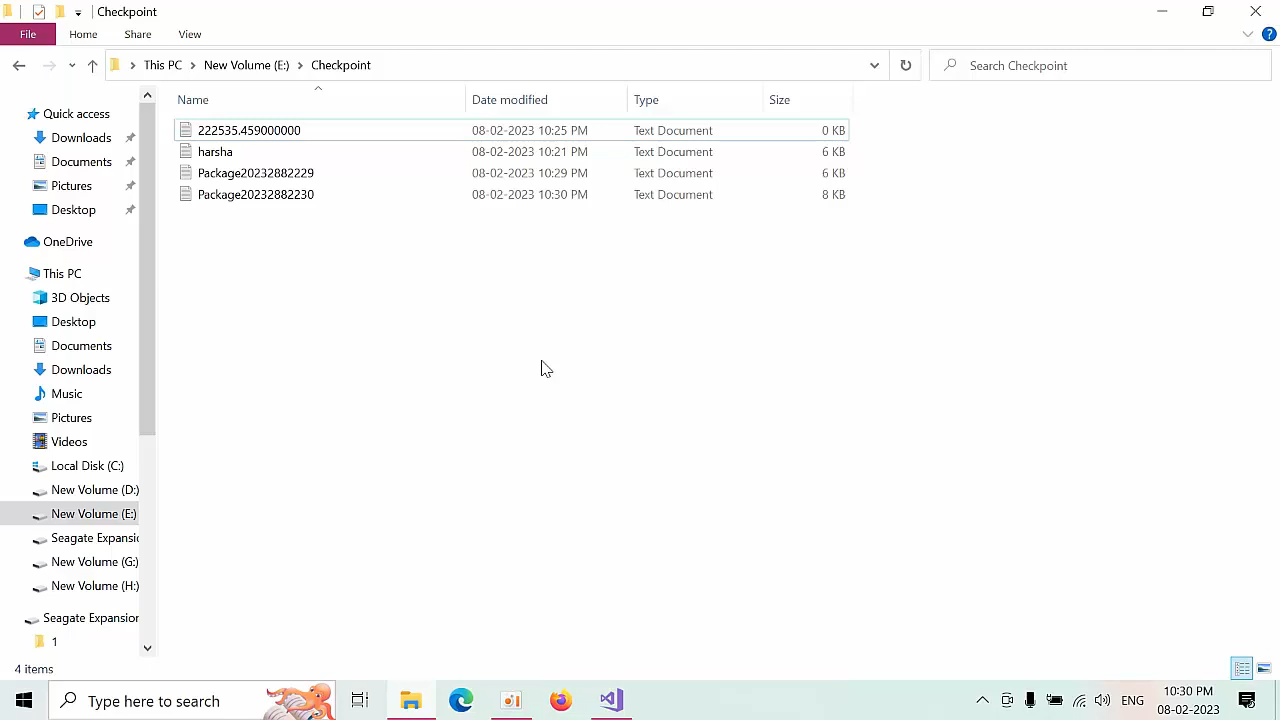 Checkpoint
File Home Share View
This PC New Volume (E:) Checkpoint Search Checkpoint
Name Date modified Type Size
222535.459000000 08-02-2023 10:25 PM Text Document 0 KB
harsha 08-02-2023 10:21 PM Text Document 6 KB
Package20232882229 08-02-2023 10:29 PM Text Document 6 KB
Package20232882230 08-02-2023 10:30 PM Text Document 8 KB
Quick access
Downloads
Documents
Pictures
Desktop
OneDrive
This PC
3D Objects
Desktop
Documents
Downloads
Music
Pictures
Videos
Local Disk (C:)
New Volume (D:)
New Volume (E:)
Seagate Expansio
New Volume (G:)
New Volume (H:)
Seagate Expansion
1
4 items
Type here to search
ENG
10:30 PM
08-02-2023